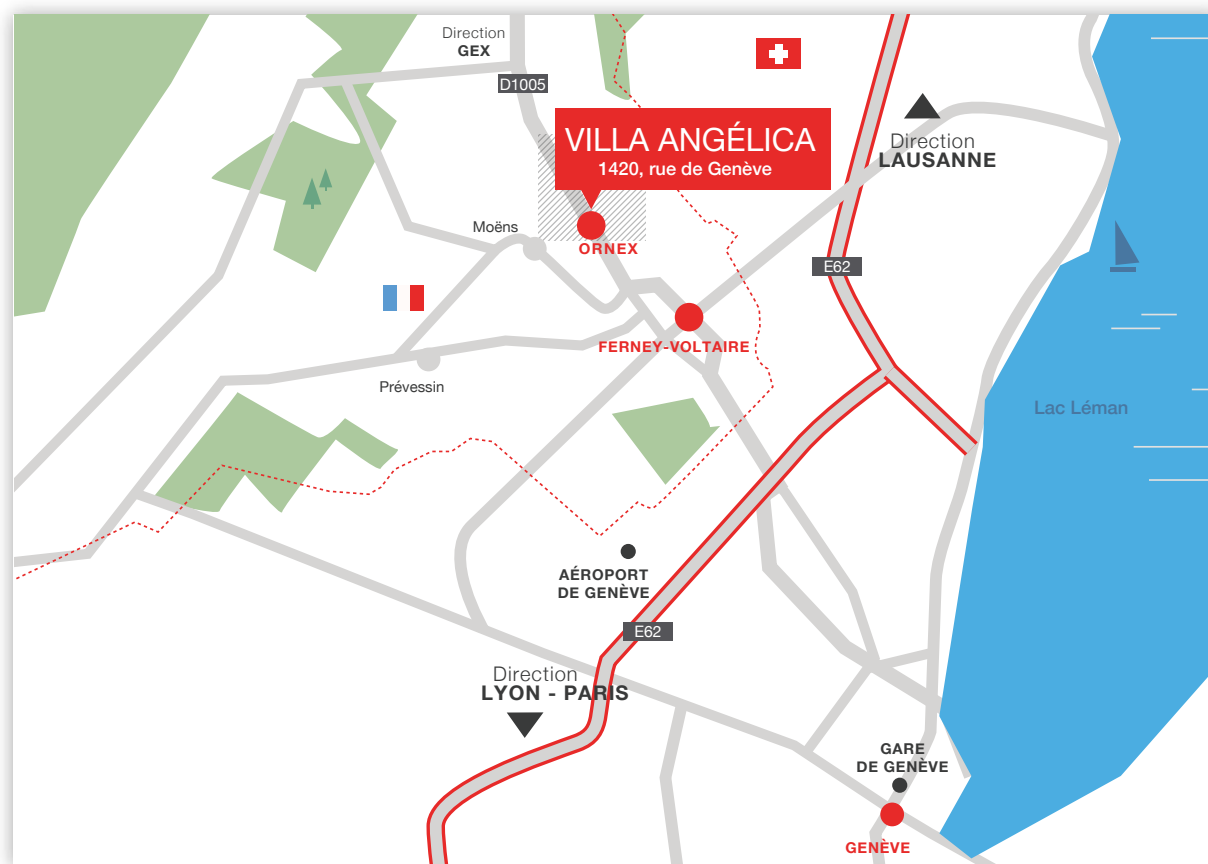 Direction
GEX
D1005
VILLA ANGÉLICA
1420, rue de Genève
Direction
LAUSANNE
Moëns
ORNEX
E62
FERNEY-VOLTAIRE
Prévessin
Lac Léman
AÉROPORT
DE GENÈVE
E62
Direction
LYON - PARIS
GARE
DE GENÈVE
GENÈVE